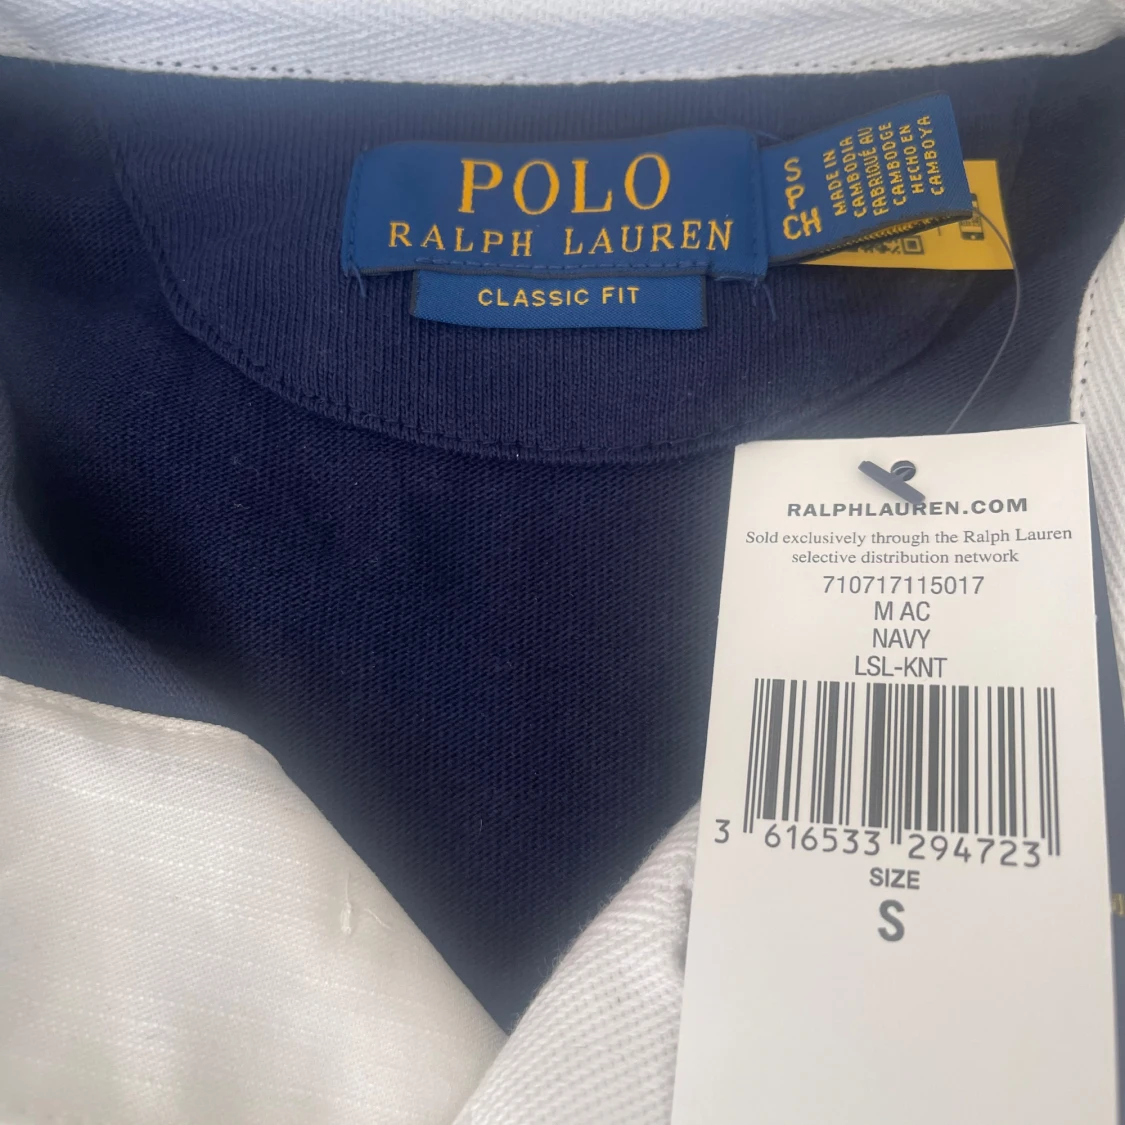 POLO
RALPH LAUREN
CLASSIC FIT
S
P
CH
MADE IN
CAMBODIA
FABRIQUÉ AU
CAMBODGE
HECHO EN
CAMBOYA
RALPHLAUREN.COM
Sold exclusively through the Ralph Lauren
selective distribution network
710717115017
M AC
NAVY
LSL-KNT
3 616533 294723
SIZE
S